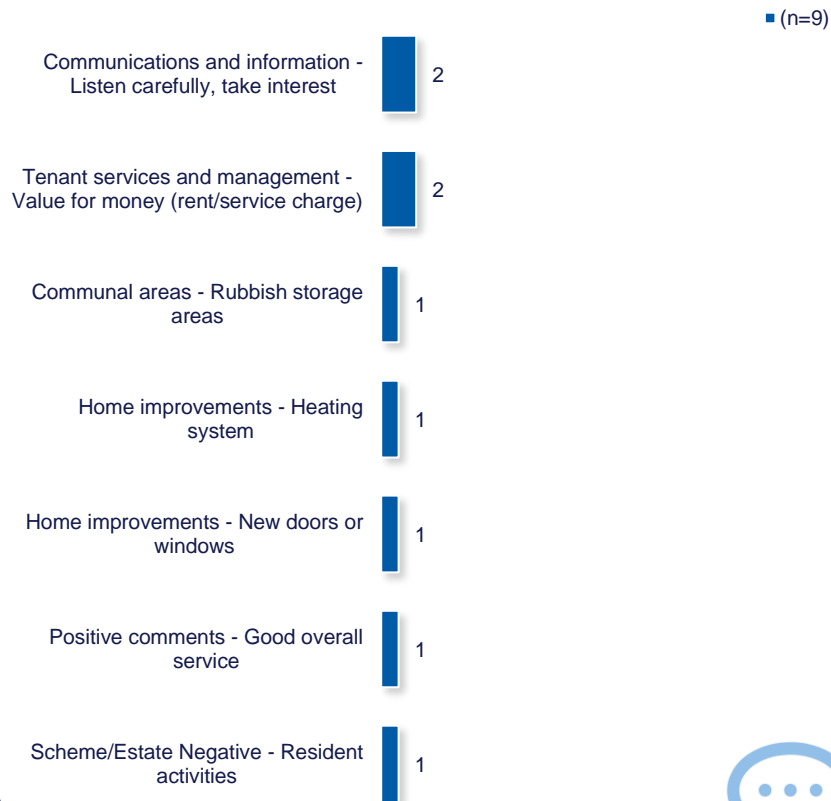 (n=9)
Communications and information -
Listen carefully, take interest
2
Tenant services and management -
Value for money (rent/service charge)
2
Communal areas - Rubbish storage
areas
1
Home improvements - Heating
system
1
Home improvements - New doors or
windows
1
Positive comments - Good overall
service
1
Scheme/Estate Negative - Resident
activities
1